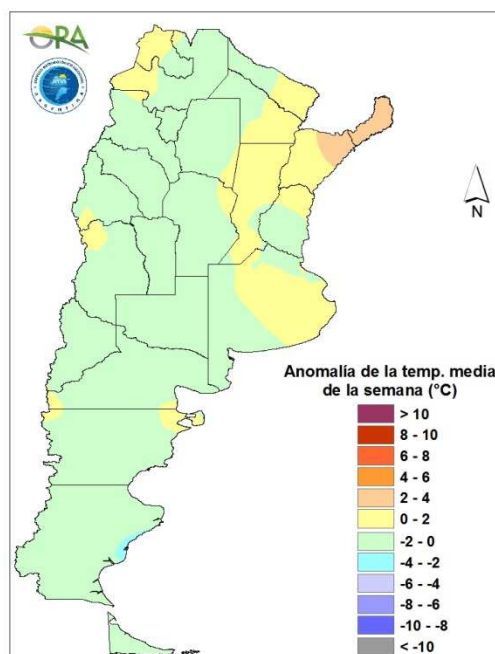 ORA
N
Anomalía de la temp. media
de la semana (°C)
> 10
8 - 10
6 - 8
4 - 6
2 - 4
0 - 2
-2 - 0
-4 - -2
-6 - -4
-8 - -6
-10 - -8
< -10